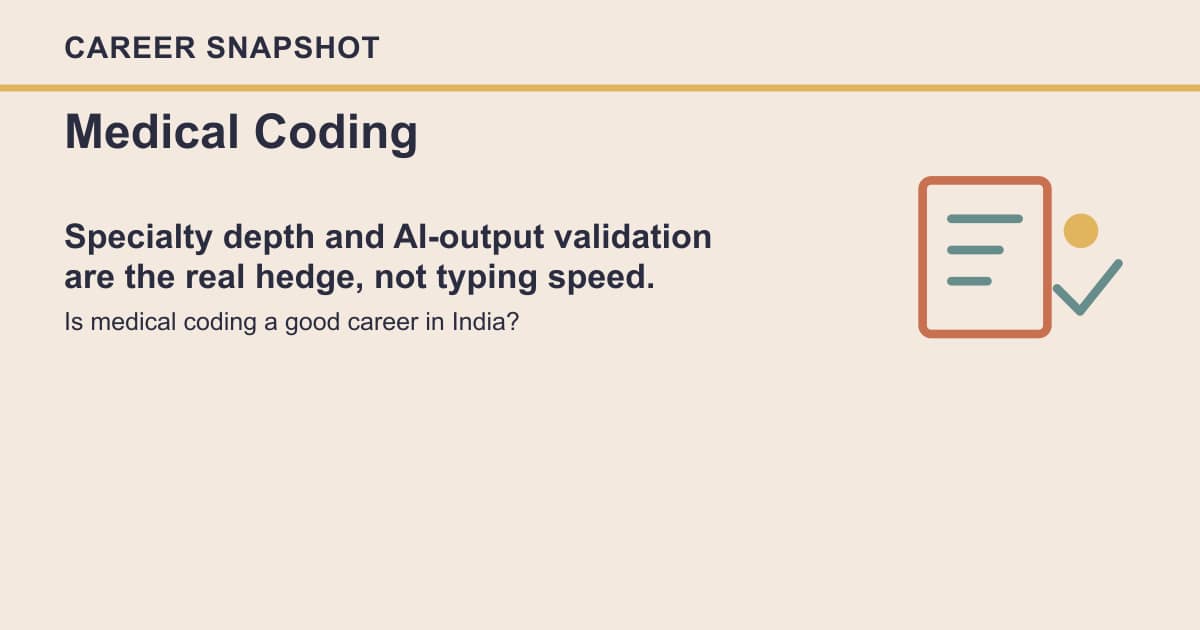 CAREER SNAPSHOT
Medical Coding
Specialty depth and AI-output validation
are the real hedge, not typing speed.
Is medical coding a good career in India?